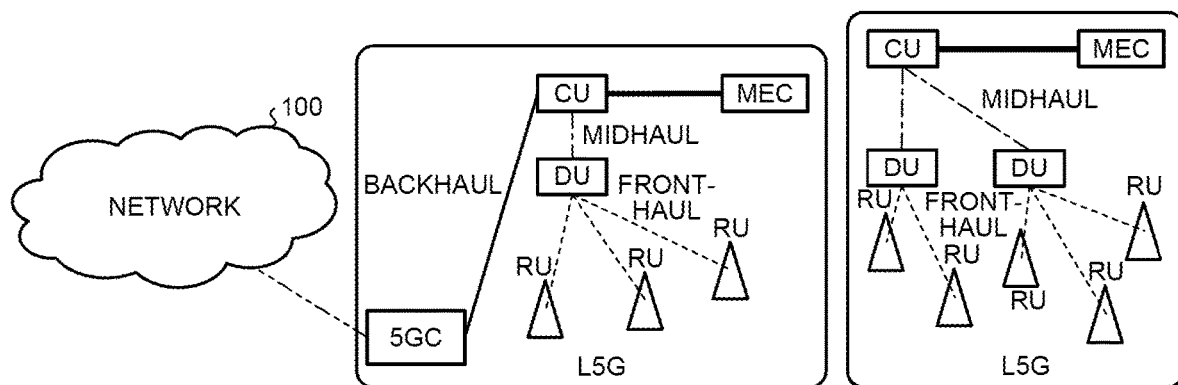 100
NETWORK
CU
MEC
MIDHAUL
BACKHAUL
DU
FRONT-
HAUL
RU
RU
RU
5GC
L5G
CU
MEC
MIDHAUL
DU
DU
RU
FRONT-
HAUL
RU
RU
RU
RU
L5G